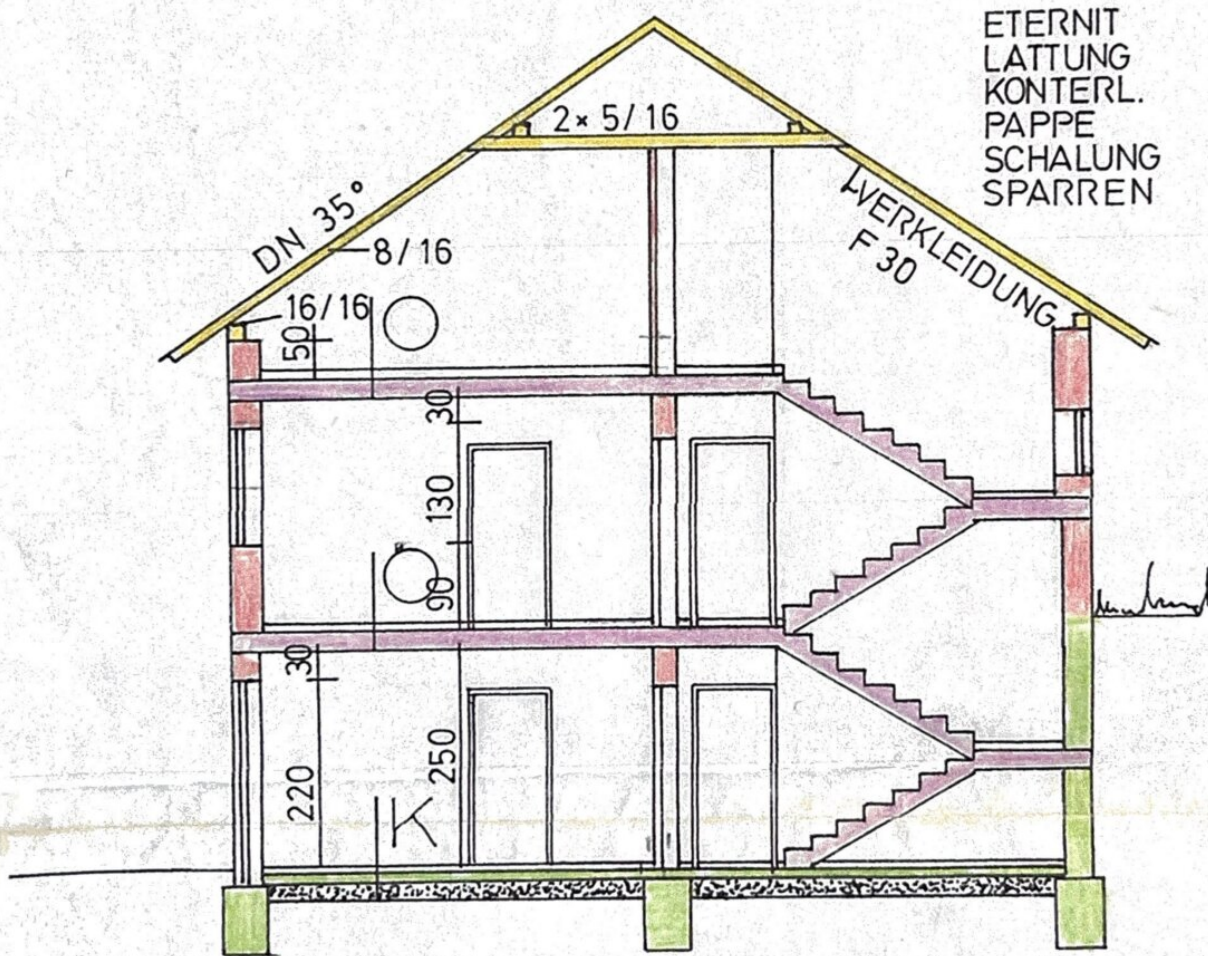 ETERNIT
LATTUNG
KONTERL.
PAPPE
SCHALUNG
SPARREN
2x 5/16
DN 35°
8/16
VERKLEIDUNG
F 30
16/16
50
30
130
90
30
220
250
K